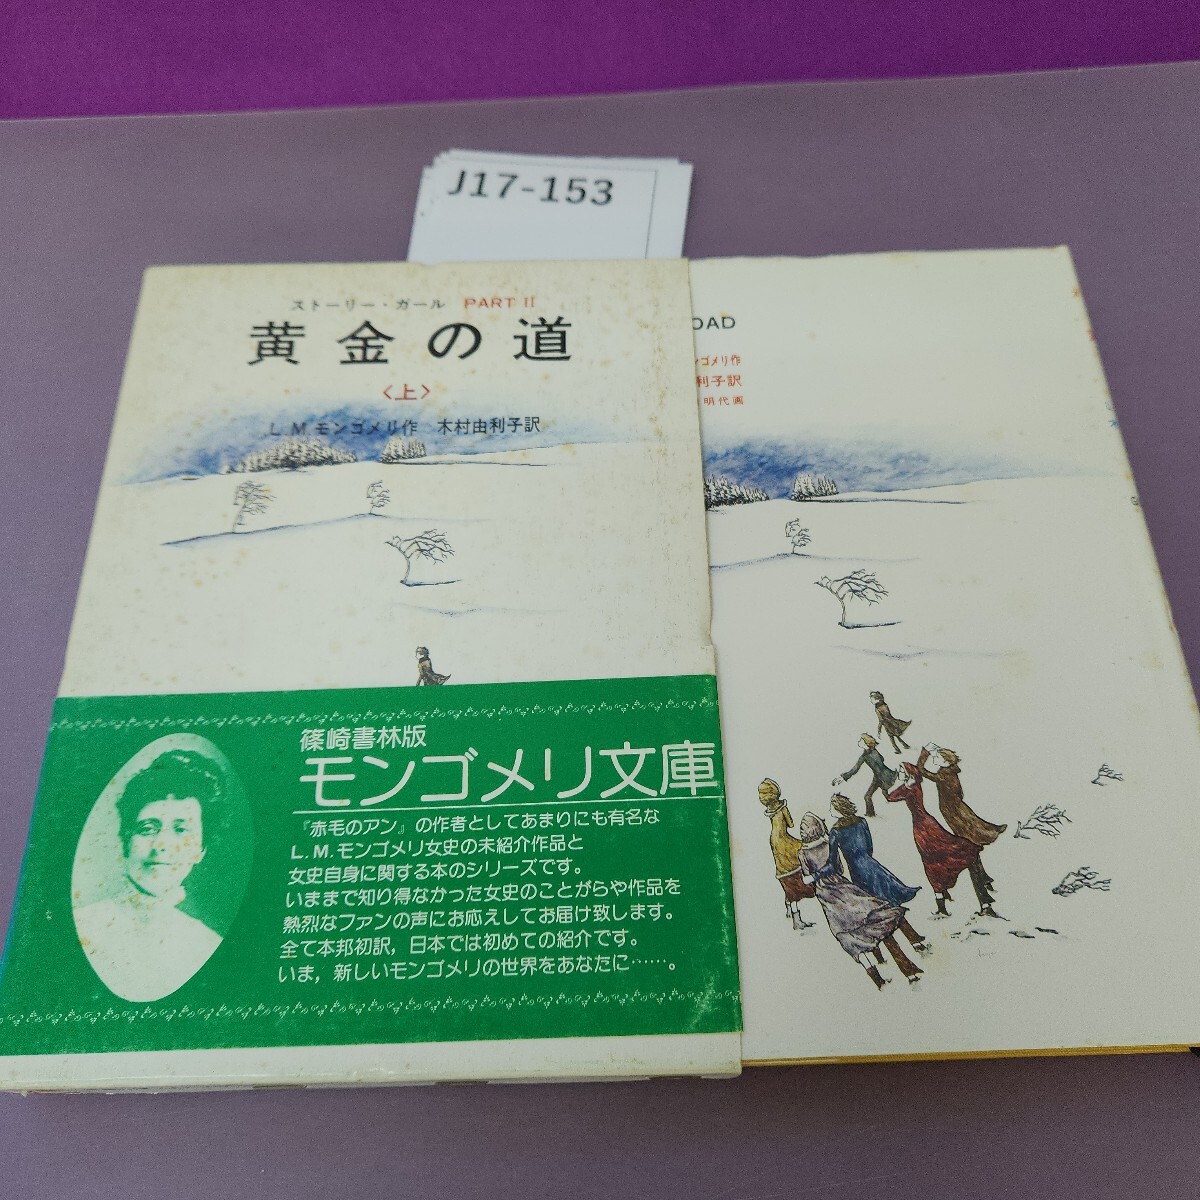 J17-153
ストーリー・ガール PART II
黄金の道
〈上〉
L.M.モンゴメリ作 木村由利子訳
OAD
ンゴメリ作
利子訳
明代画
篠崎書林版
モンゴメリ文庫
『赤毛のアン』の作者としてあまりにも有名な
L.M.モンゴメリ女史の未紹介作品と
女史自身に関する本のシリーズです。
いままで知り得なかった女史のことがらや作品を
熱烈なファンの声にお応えしてお届け致します。
全て本邦初訳，日本では初めての紹介です。
いま，新しいモンゴメリの世界をあなたに……。